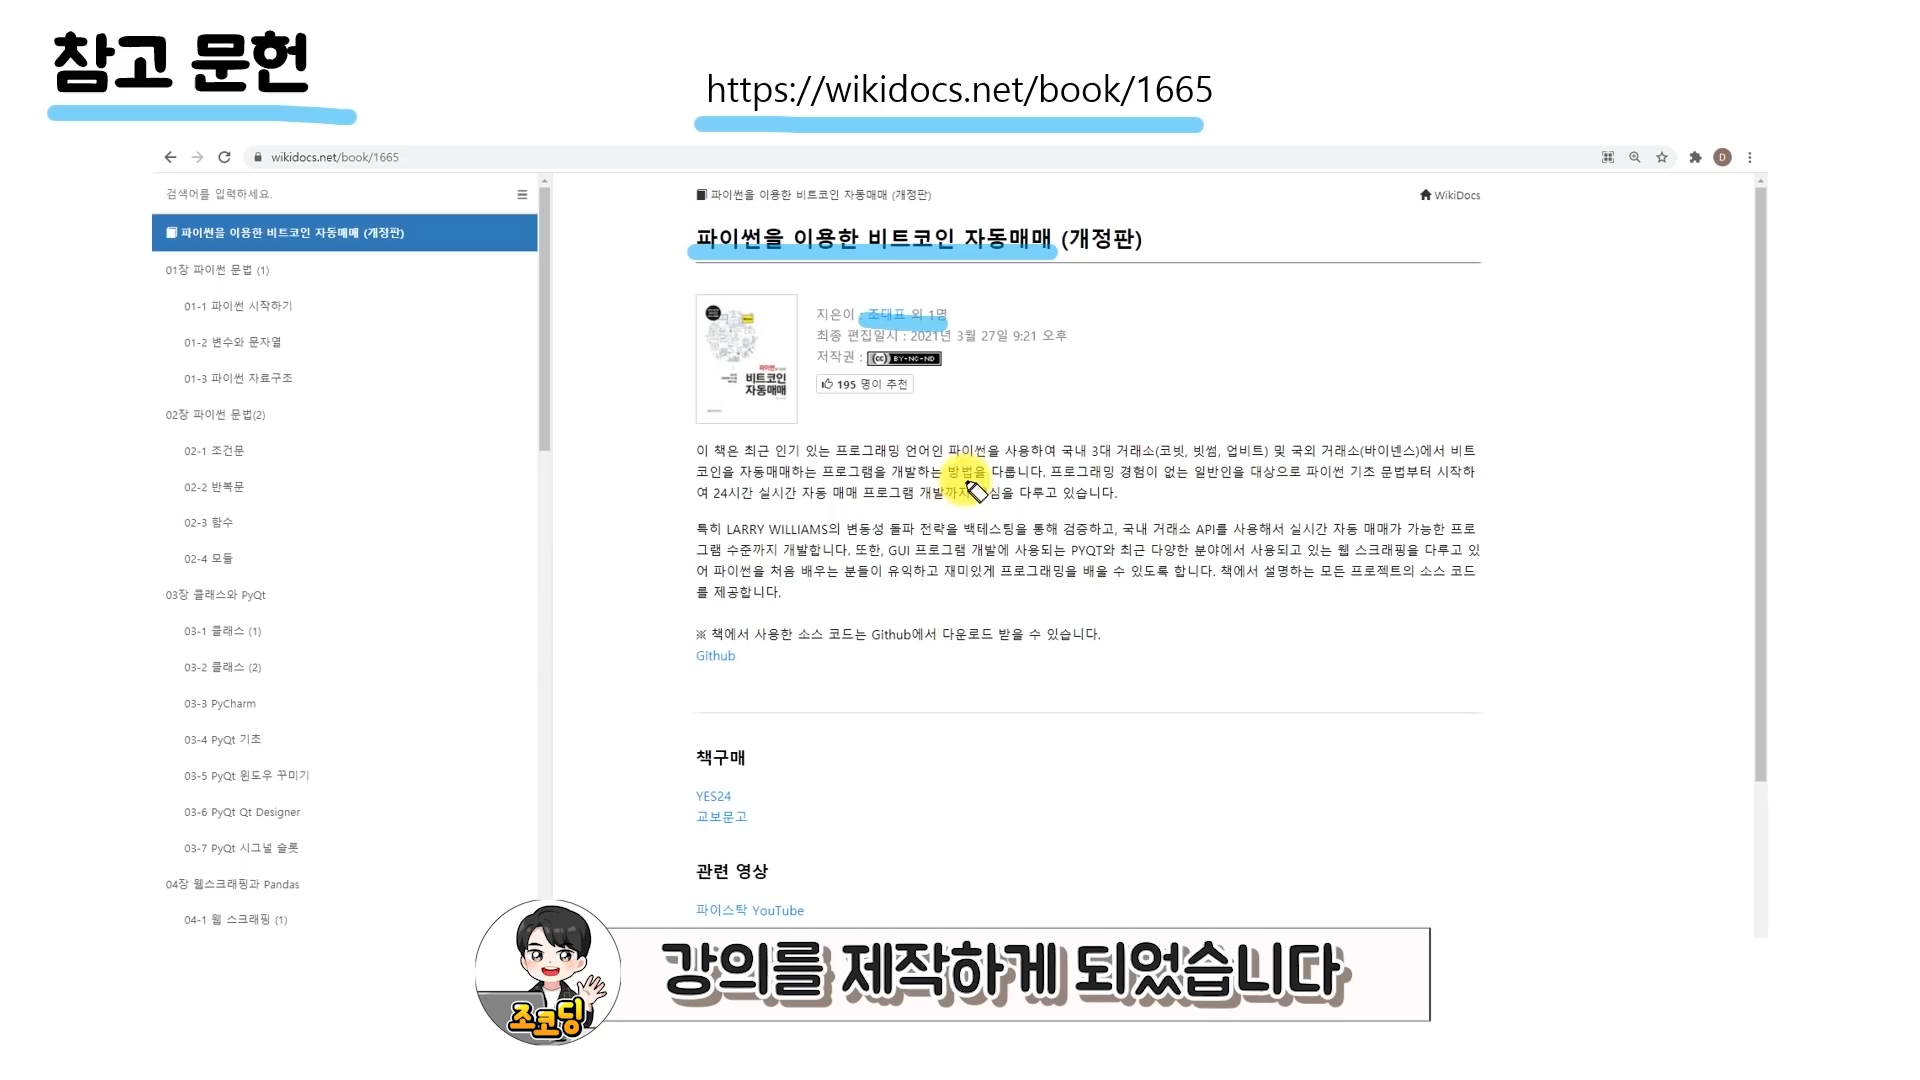 참고 문헌
https://wikidocs.net/book/1665
wikidocs.net/book/1665
D
검색어를 입력하세요.
파이썬을 이용한 비트코인 자동매매 (개정판)
01장 파이썬 문법 (1)
01-1 파이썬 시작하기
01-2 변수와 문자열
01-3 파이썬 자료구조
02장 파이썬 문법(2)
02-1 조건문
02-2 반복문
02-3 함수
02-4 모듈
03장 클래스와 PyQt
03-1 클래스 (1)
03-2 클래스 (2)
03-3 PyCharm
03-4 PyQt 기초
03-5 PyQt 윈도우 꾸미기
03-6 PyQt Qt Designer
03-7 PyQt 시그널 슬롯
04장 웹스크래핑과 Pandas
04-1 웹 스크래핑 (1)
파이썬을 이용한 비트코인 자동매매 (개정판)
WikiDocs
파이썬을 이용한 비트코인 자동매매 (개정판)
비트코인
자동매매
지은이 : 조대표 외 1명
최종 편집일시 : 2021년 3월 27일 9:21 오후
저작권 : (cc) BY-NC-ND
195 명이 추천
이 책은 최근 인기 있는 프로그래밍 언어인 파이썬을 사용하여 국내 3대 거래소(코빗, 빗썸, 업비트) 및 국외 거래소(바이넨스)에서 비트
코인을 자동매매하는 프로그램을 개발하는 방법을 다룹니다. 프로그래밍 경험이 없는 일반인을 대상으로 파이썬 기초 문법부터 시작하
여 24시간 실시간 자동 매매 프로그램 개발까지 심을 다루고 있습니다.
특히 LARRY WILLIAMS의 변동성 돌파 전략을 백테스팅을 통해 검증하고, 국내 거래소 API를 사용해서 실시간 자동 매매가 가능한 프로
그램 수준까지 개발합니다. 또한, GUI 프로그램 개발에 사용되는 PYQT와 최근 다양한 분야에서 사용되고 있는 웹 스크래핑을 다루고 있
어 파이썬을 처음 배우는 분들이 유익하고 재미있게 프로그래밍을 배울 수 있도록 합니다. 책에서 설명하는 모든 프로젝트의 소스 코드
를 제공합니다.
※ 책에서 사용한 소스 코드는 Github에서 다운로드 받을 수 있습니다.
Github
책구매
YES24
교보문고
관련 영상
파이스탁 YouTube
조코딩
강의를 제작하게 되었습니다